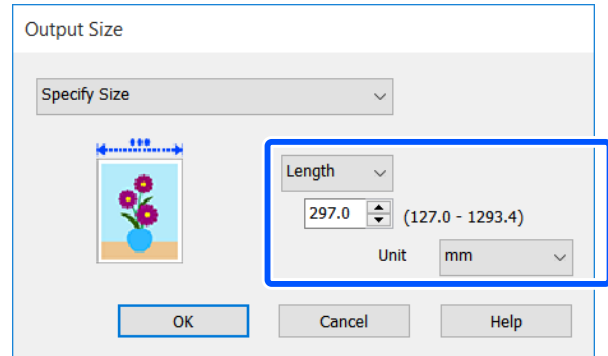 Output Size
Specify Size
Length
297.0 (127.0 - 1293.4)
Unit mm
OK Cancel Help